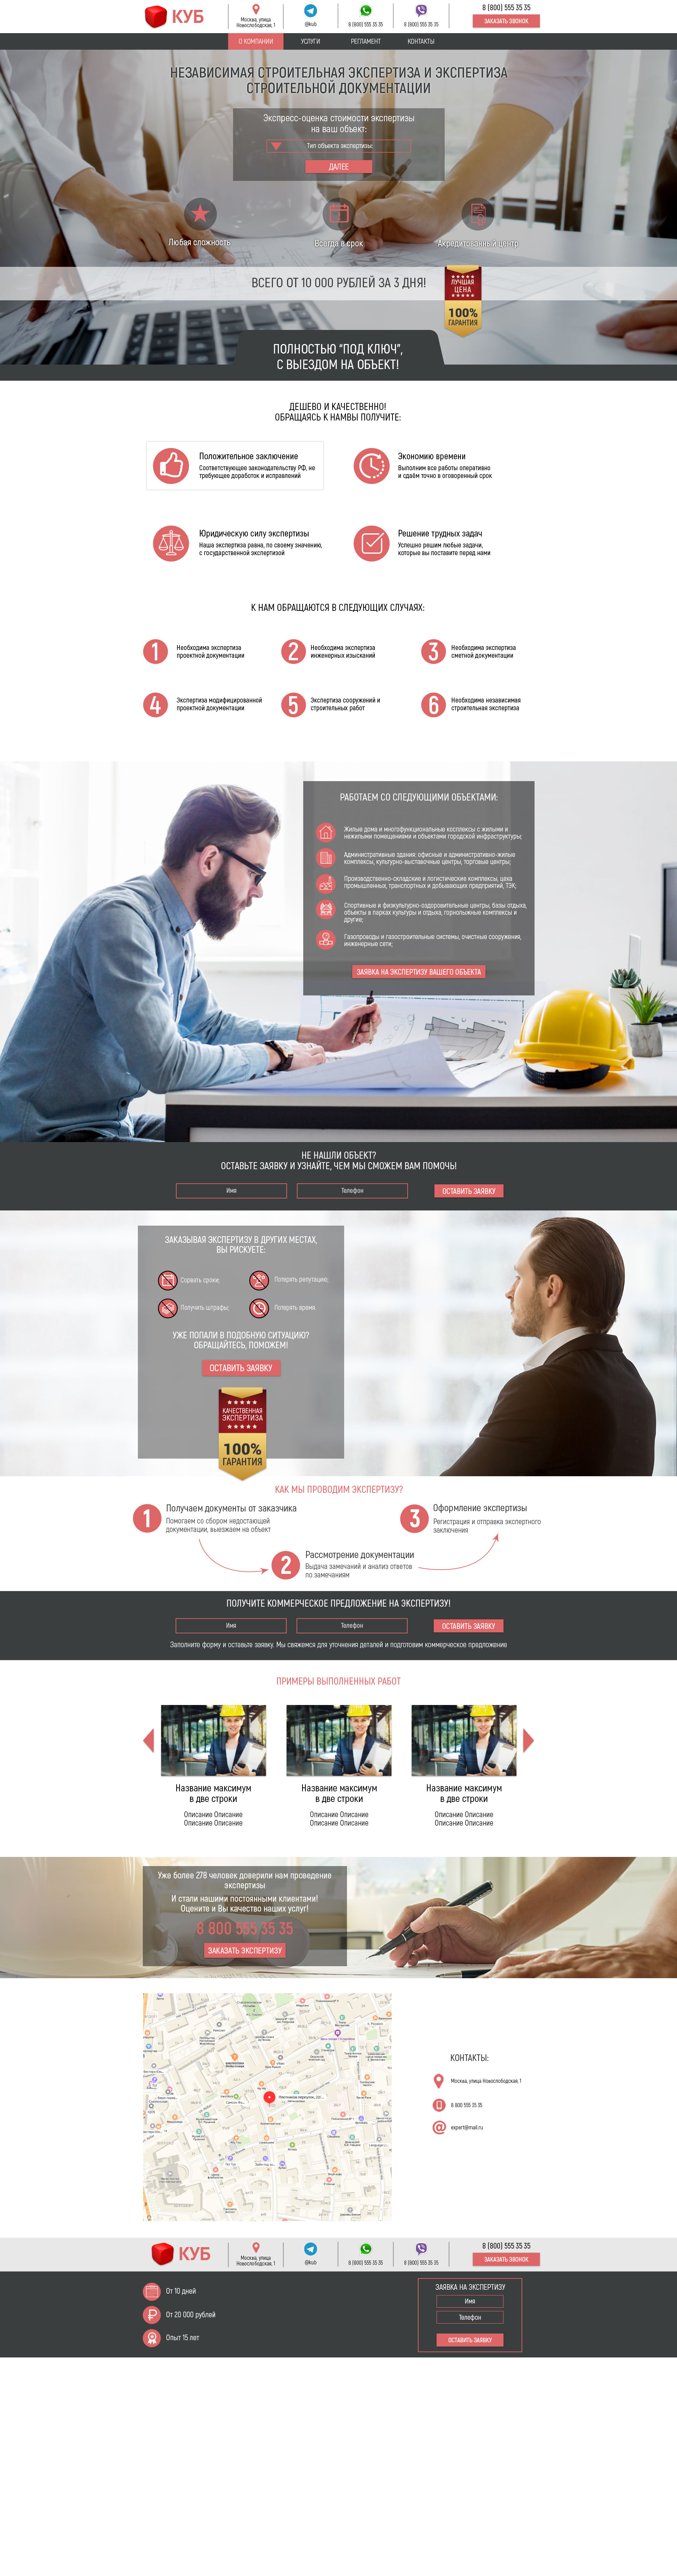 КУБ
Москва, улица
Новослободская, 1
@kub
8 (800) 555 35 35
8 (800) 555 35 35
8 (800) 555 35 35
ЗАКАЗАТЬ ЗВОНОК
О КОМПАНИИ
УСЛУГИ
РЕГЛАМЕНТ
КОНТАКТЫ
НЕЗАВИСИМАЯ СТРОИТЕЛЬНАЯ ЭКСПЕРТИЗА И ЭКСПЕРТИЗА
СТРОИТЕЛЬНОЙ ДОКУМЕНТАЦИИ
Экспресс-оценка стоимости экспертизы
на ваш объект:
Тип объекта экспертизы:
ДАЛЕЕ
Любая сложность
Всегда в срок
Акредитованный центр
ВСЕГО ОТ 10 000 РУБЛЕЙ ЗА 3 ДНЯ!
ЛУЧШАЯ
ЦЕНА
100%
ГАРАНТИЯ
ПОЛНОСТЬЮ “ПОД КЛЮЧ”,
С ВЫЕЗДОМ НА ОБЪЕКТ!
ДЕШЕВО И КАЧЕСТВЕННО!
ОБРАЩАЯСЬ К НАМВЫ ПОЛУЧИТЕ:
Положительное заключение
Соответствующее законодательству РФ, не
требующее доработок и исправлений
Экономию времени
Выполним все работы оперативно
и сдаём точно в оговоренный срок
Юридическую силу экспертизы
Наша экспертиза равна, по своему значению,
с государственной экспертизой
Решение трудных задач
Успешно решим любые задачи,
которые вы поставите перед нами
К НАМ ОБРАЩАЮТСЯ В СЛЕДУЮЩИХ СЛУЧАЯХ:
1
Необходима экспертиза
проектной документации
2
Необходима экспертиза
инженерных изысканий
3
Необходима экспертиза
сметной документации
4
Экспертиза модифицированной
проектной документации
5
Экспертиза сооружений и
строительных работ
6
Необходима независимая
строительная экспертиза
РАБОТАЕМ СО СЛЕДУЮЩИМИ ОБЪЕКТАМИ:
Жилые дома и многофункциональные косплексы с жилыми и
нежилыми помещениями и объектами городской инфраструктуры;
Административные здания: офисные и административно-жилые
комплексы, культурно-выставочные центры, торговые центры;
Производственно-складские и логистические комплексы, цеха
промышленных, транспортных и добывающих предприятий, ТЭК;
Спортивные и физкультурно-оздоровительные центры, базы отдыха,
объекты в парках культуры и отдыха, горнолыжные комплексы и
другие;
Газопроводы и газостроительные системы, очистные сооружения,
инженерные сети;
ЗАЯВКА НА ЭКСПЕРТИЗУ ВАШЕГО ОБЪЕКТА
НЕ НАШЛИ ОБЪЕКТ?
ОСТАВЬТЕ ЗАЯВКУ И УЗНАЙТЕ, ЧЕМ МЫ СМОЖЕМ ВАМ ПОМОЧЬ!
Имя
Телефон
ОСТАВИТЬ ЗАЯВКУ
ЗАКАЗЫВАЯ ЭКСПЕРТИЗУ В ДРУГИХ МЕСТАХ,
ВЫ РИСКУЕТЕ:
Сорвать сроки;
Потерять репутацию;
Получить штрафы;
Потерять время.
УЖЕ ПОПАЛИ В ПОДОБНУЮ СИТУАЦИЮ?
ОБРАЩАЙТЕСЬ, ПОМОЖЕМ!
ОСТАВИТЬ ЗАЯВКУ
КАЧЕСТВЕННАЯ
ЭКСПЕРТИЗА
100%
ГАРАНТИЯ
КАК МЫ ПРОВОДИМ ЭКСПЕРТИЗУ?
1
Получаем документы от заказчика
Помогаем со сбором недостающей
документации, выезжаем на объект
3
Оформление экспертизы
Регистрация и отправка экспертного
заключения
2
Рассмотрение документации
Выдача замечаний и анализ ответов
по замечаниям
ПОЛУЧИТЕ КОММЕРЧЕСКОЕ ПРЕДЛОЖЕНИЕ НА ЭКСПЕРТИЗУ!
Имя
Телефон
ОСТАВИТЬ ЗАЯВКУ
Заполните форму и оставьте заявку. Мы свяжемся для уточнения деталей и подготовим коммерческое предложение
ПРИМЕРЫ ВЫПОЛНЕННЫХ РАБОТ
Название максимум
в две строки
Описание Описание
Описание Описание
Название максимум
в две строки
Описание Описание
Описание Описание
Название максимум
в две строки
Описание Описание
Описание Описание
Уже более 278 человек доверили нам проведение
экспертизы
И стали нашими постоянными клиентами!
Оцените и Вы качество наших услуг!
8 800 555 35 35
ЗАКАЗАТЬ ЭКСПЕРТИЗУ
КОНТАКТЫ:
Москва, улица Новослободская, 1
8 800 555 35 35
expert@mail.ru
КУБ
Москва, улица
Новослободская, 1
@kub
8 (800) 555 35 35
8 (800) 555 35 35
8 (800) 555 35 35
ЗАКАЗАТЬ ЗВОНОК
От 10 дней
От 20 000 рублей
Опыт 15 лет
ЗАЯВКА НА ЭКСПЕРТИЗУ
Имя
Телефон
ОСТАВИТЬ ЗАЯВКУ